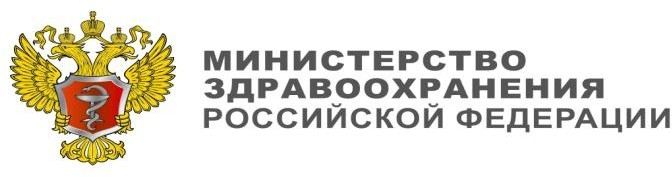 МИНИСТЕРСТВО
ЗДРАВООХРАНЕНИЯ
РОССИЙСКОЙ ФЕДЕРАЦИИ